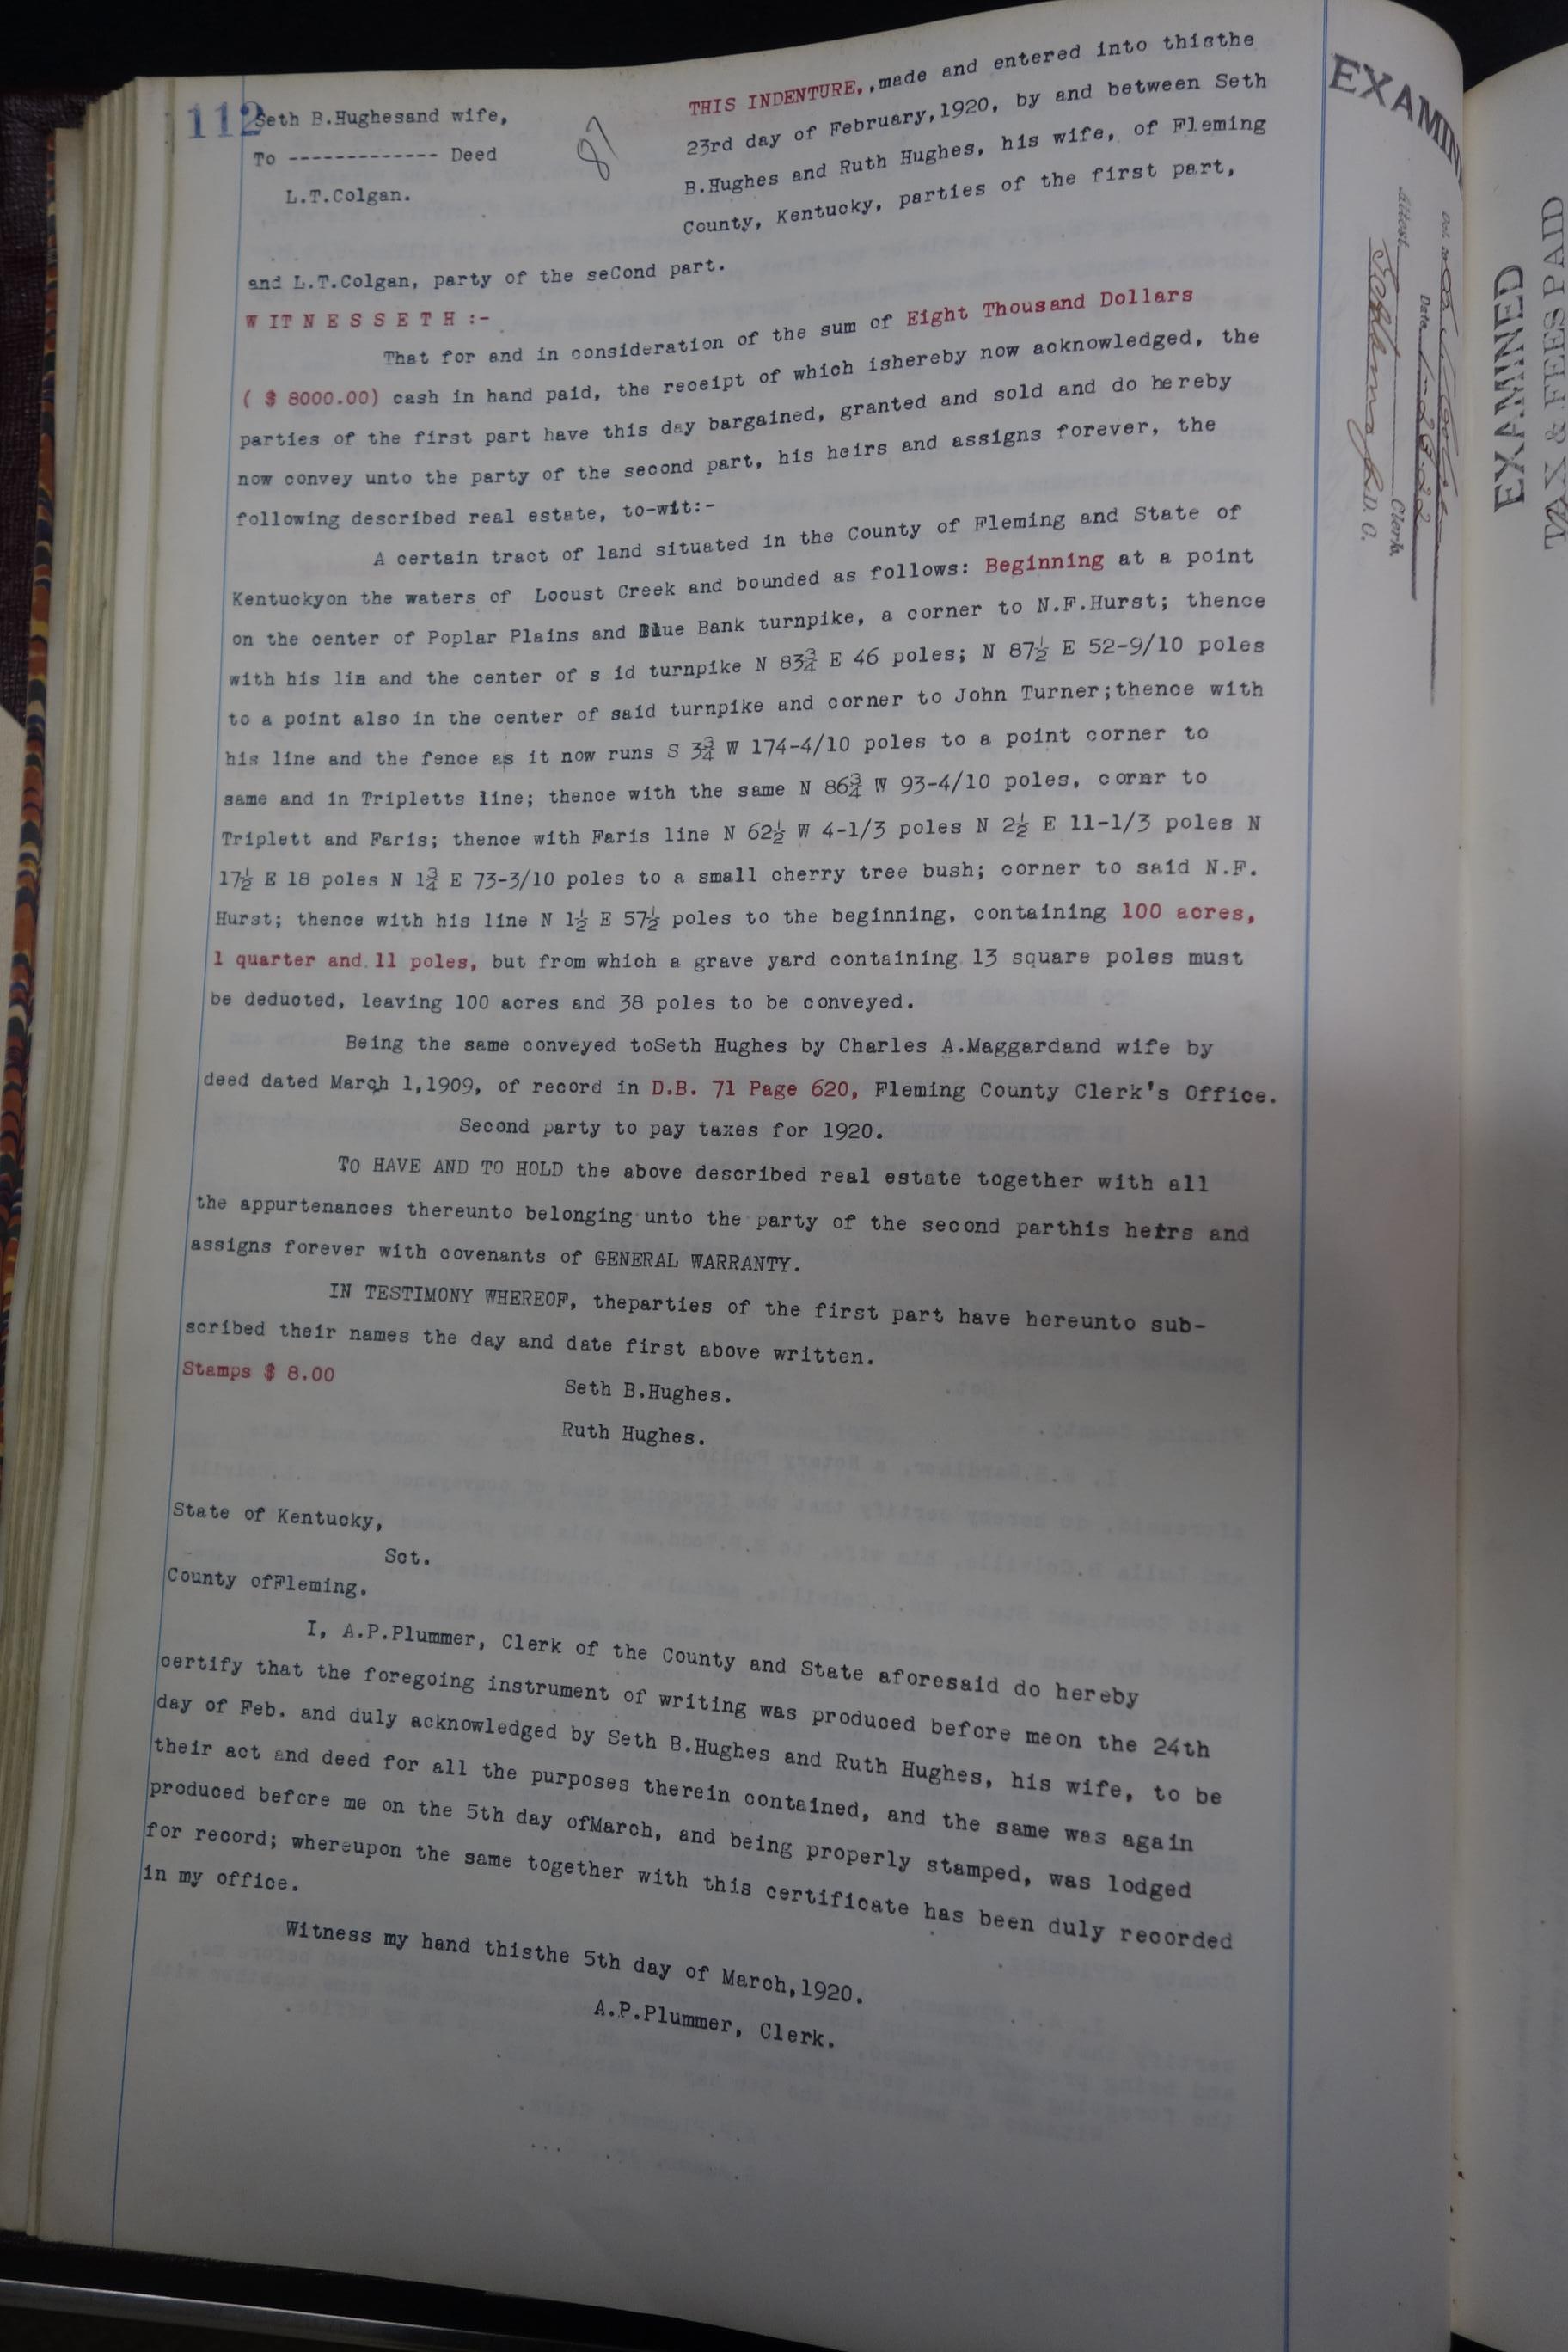 112
Seth B.Hughesand wife,
To ------------- Deed
L.T.Colgan.
87
THIS INDENTURE,,made and entered into thisthe
23rd day of February,1920, by and between Seth
B.Hughes and Ruth Hughes, his wife, of Fleming
County, Kentucky, parties of the first part,
and L.T.Colgan, party of the seCond part.
W IT N E S S E T H :-
That for and in consideration of the sum of Eight Thousand Dollars
( $ 8000.00) cash in hand paid, the receipt of which ishereby now acknowledged, the
parties of the first part have this day bargained, granted and sold and do hereby
now convey unto the party of the second part, his heirs and assigns forever, the
following described real estate, to-wit:-
A certain tract of land situated in the County of Fleming and State of
Kentuckyon the waters of Locust Creek and bounded as follows: Beginning at a point
on the center of Poplar Plains and Blue Bank turnpike, a corner to N.F.Hurst; thence
with his lin and the center of s id turnpike N 83¾ E 46 poles; N 87½ E 52-9/10 poles
to a point also in the center of said turnpike and corner to John Turner;thence with
his line and the fence as it now runs S 3¾ W 174-4/10 poles to a point corner to
same and in Tripletts line; thence with the same N 86¾ W 93-4/10 poles, cornr to
Triplett and Faris; thence with Faris line N 62½ W 4-1/3 poles N 2½ E 11-1/3 poles N
17½ E 18 poles N 1¾ E 73-3/10 poles to a small cherry tree bush; corner to said N.F.
Hurst; thence with his line N 1½ E 57½ poles to the beginning, containing 100 acres,
1 quarter and 11 poles, but from which a grave yard containing 13 square poles must
be deducted, leaving 100 acres and 38 poles to be conveyed.
Being the same conveyed toSeth Hughes by Charles A.Maggardand wife by
deed dated March 1,1909, of record in D.B. 71 Page 620, Fleming County Clerk's Office.
Second party to pay taxes for 1920.
TO HAVE AND TO HOLD the above described real estate together with all
the appurtenances thereunto belonging unto the party of the second parthis heirs and
assigns forever with covenants of GENERAL WARRANTY.
IN TESTIMONY WHEREOF, theparties of the first part have hereunto sub-
scribed their names the day and date first above written.
Stamps $ 8.00
Seth B.Hughes.
Ruth Hughes.
State of Kentucky,
Sct.
County ofFleming.
I, A.P.Plummer, Clerk of the County and State aforesaid do hereby
certify that the foregoing instrument of writing was produced before meon the 24th
day of Feb. and duly acknowledged by Seth B.Hughes and Ruth Hughes, his wife, to be
their act and deed for all the purposes therein contained, and the same was again
produced before me on the 5th day ofMarch, and being properly stamped, was lodged
for record; whereupon the same together with this certificate has been duly recorded
in my office.
Witness my hand thisthe 5th day of March,1920.
A.P.Plummer, Clerk.
EXAMIN
Date
Attest
Clerk,
D. C.
EXAMINED
TAX & FEES PAID